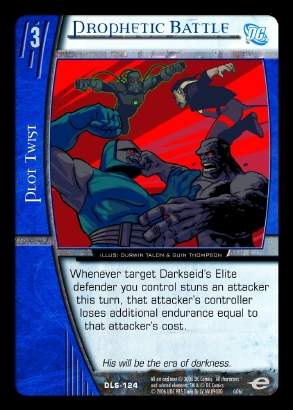 3
PROPHETIC BATTLE
DC
PLOT TWIST
ILLUS: DURWIN TALON & GUIN THOMPSON
Whenever target Darkseid's Elite
defender you control stuns an attacker
this turn, that attacker's controller
loses additional endurance equal to
that attacker's cost.
His will be the era of darkness.
DLS-124